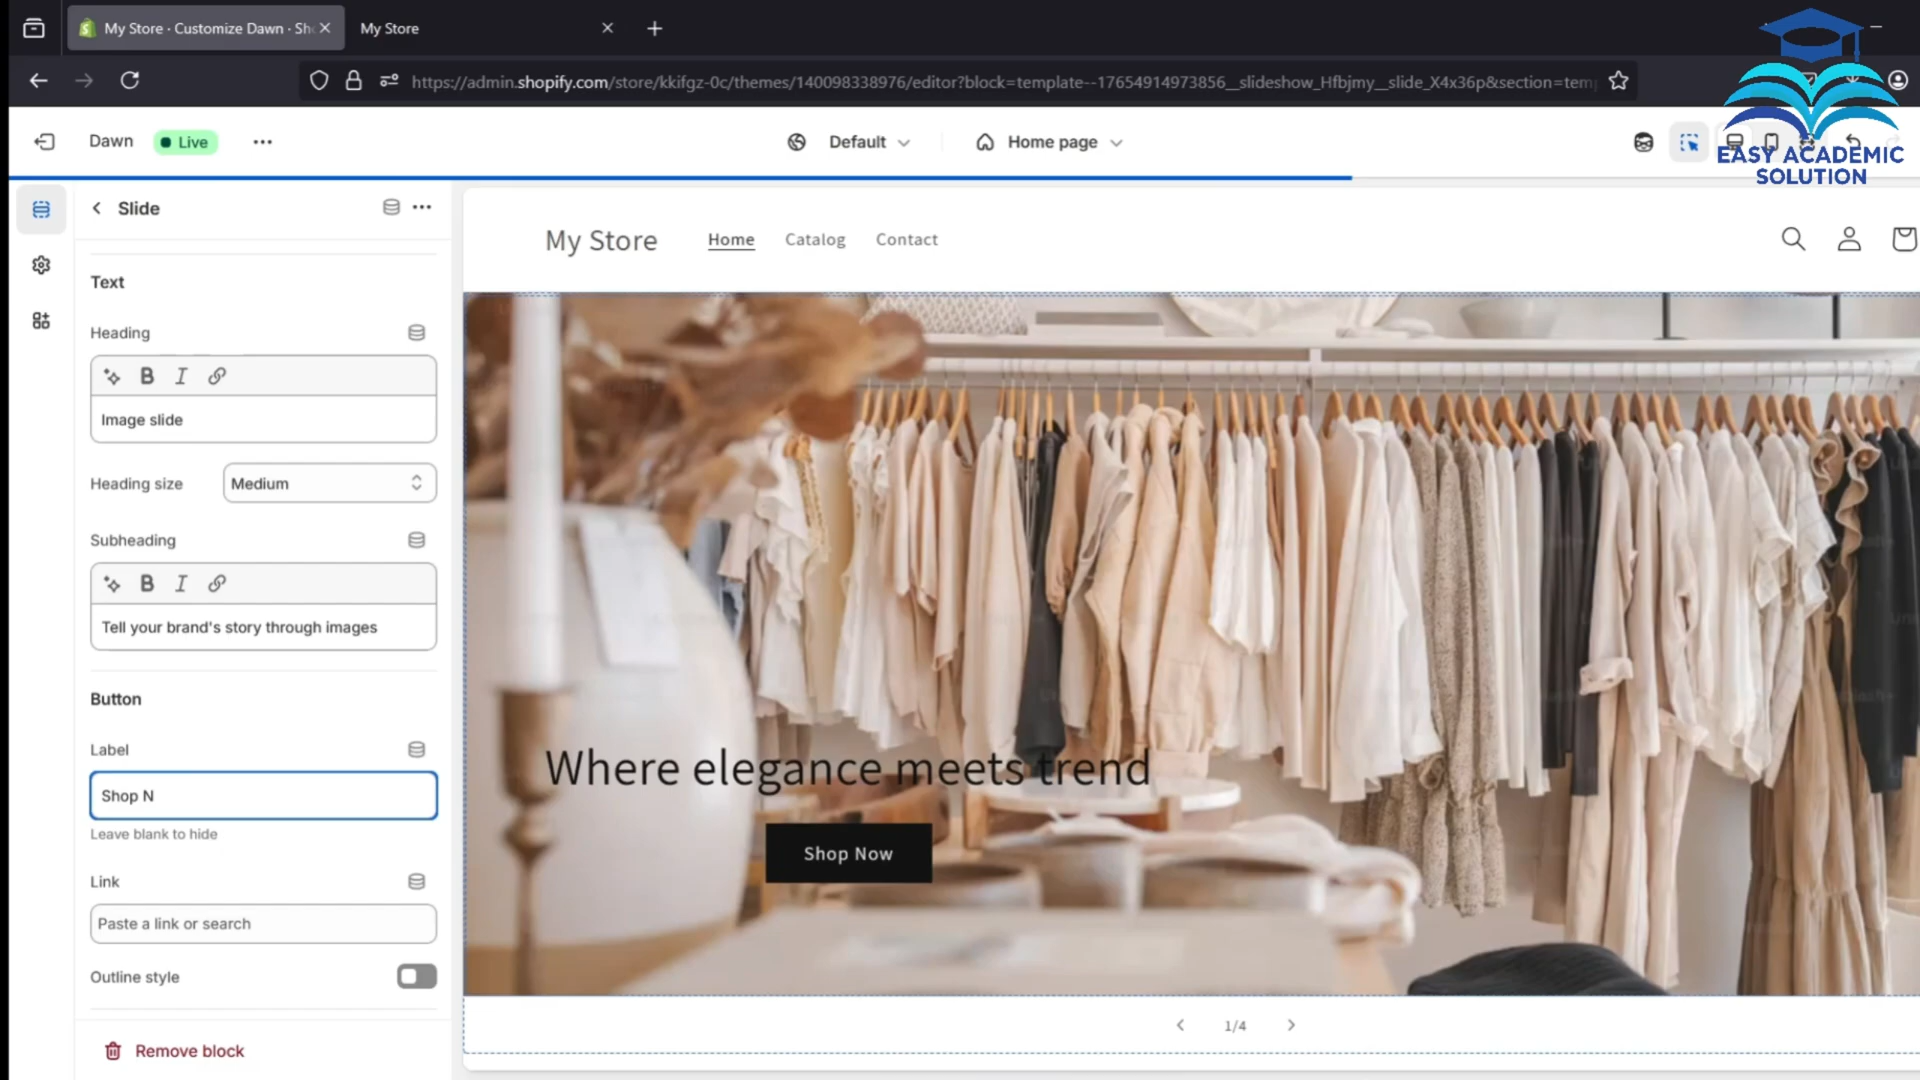 My Store · Customize Dawn · Sh
My Store
https://admin.shopify.com/store/kkifgz-0c/themes/140098338976/editor?block=template--17654914973856__slideshow_Hfbjmy__slide_X4x36p&section=tem
Dawn
Live
Default
Home page
EASY ACADEMIC
SOLUTION
Slide
My Store
Home
Catalog
Contact
Text
Heading
B I
Image slide
Heading size
Medium
Subheading
B I
Tell your brand's story through images
Button
Label
Shop N
Leave blank to hide
Link
Paste a link or search
Outline style
Remove block
Where elegance meets trend
Shop Now
1/4